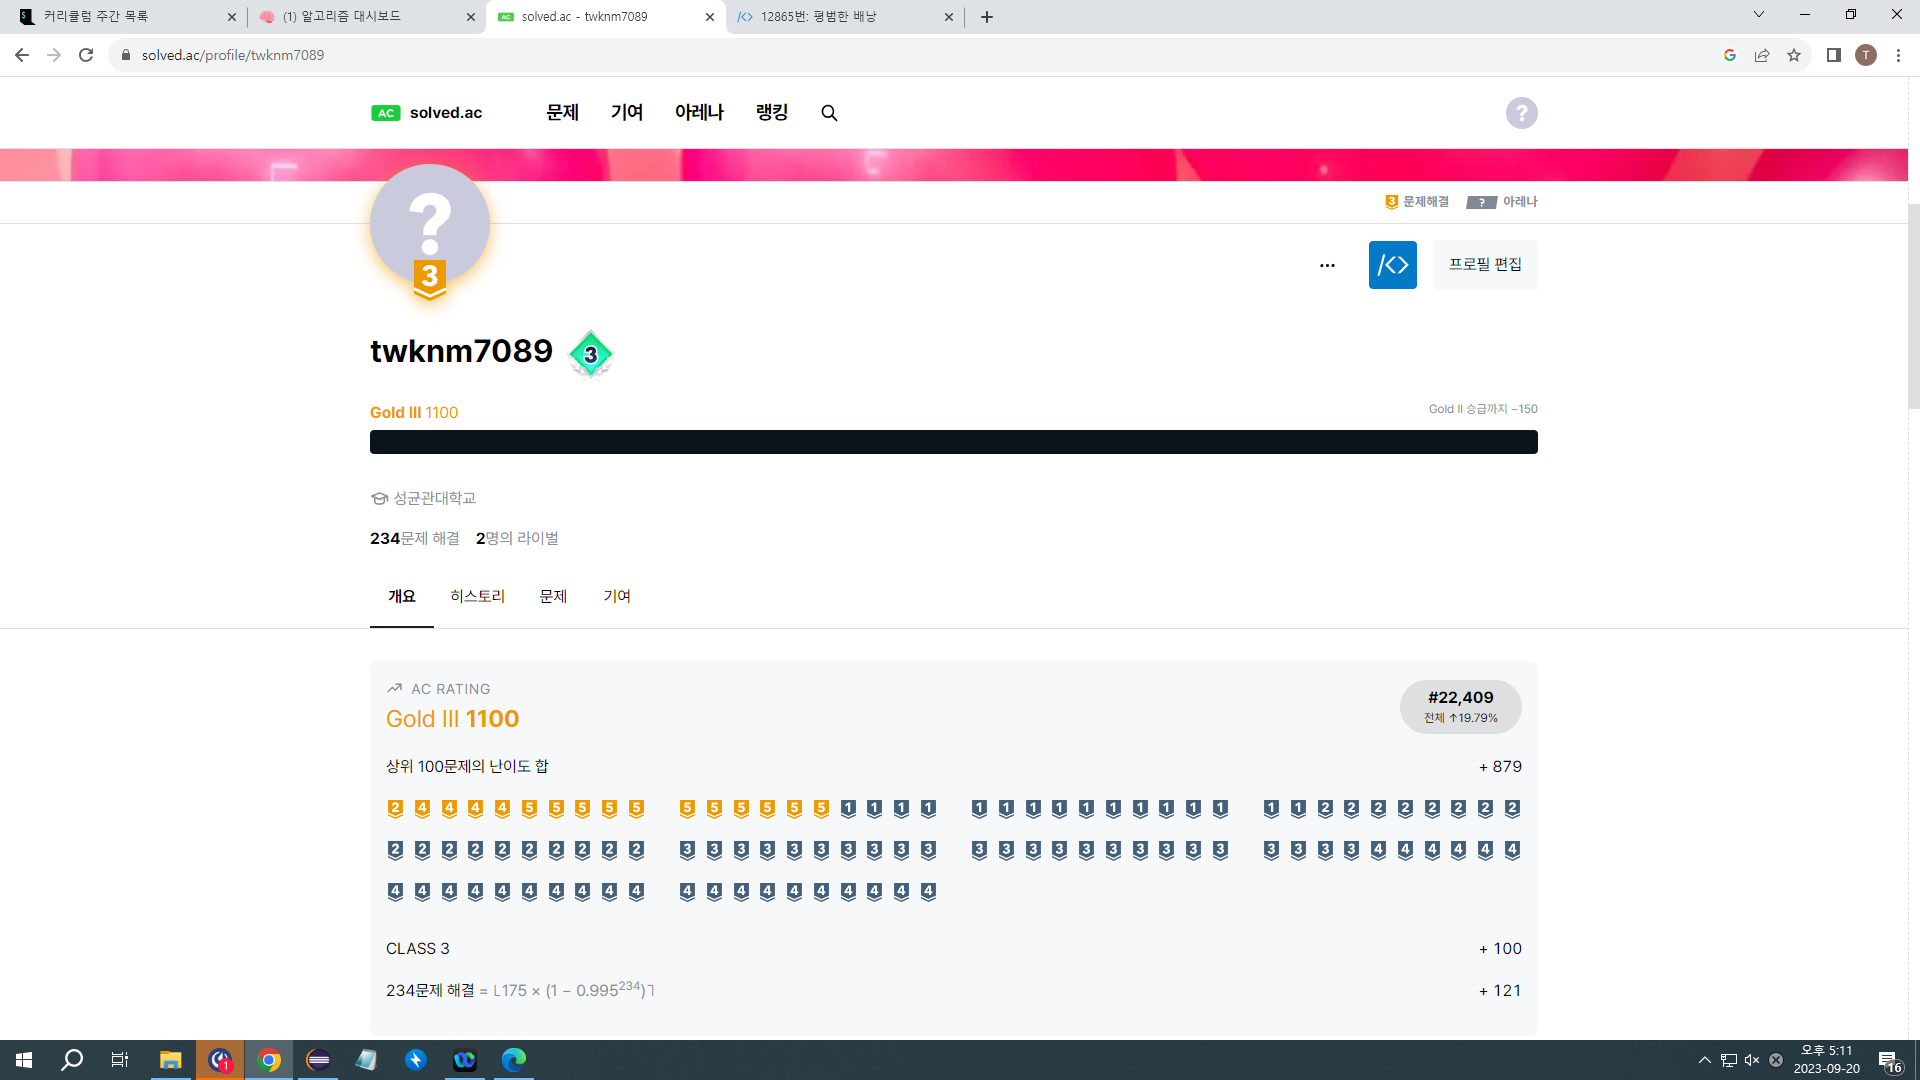 커리큘럼 주간 목록
(1) 알고리즘 대시보드
AC solved.ac - twknm7089
/<> 12865번: 평범한 배낭
solved.ac/profile/twknm7089
T
AC solved.ac 문제 기여 아레나 랭킹
?
3 문제해결 ? 아레나
?
3
/<> 프로필 편집
twknm7089 3
Gold III 1100
Gold II 승급까지 −150
성균관대학교
234문제 해결 2명의 라이벌
개요 히스토리 문제 기여
AC RATING
Gold III 1100
#22,409
전체 ↑19.79%
상위 100문제의 난이도 합 + 879
2 4 4 4 4 5 5 5 5 5 5 5 5 5 5 5 1 1 1 1 1 1 1 1 1 1 1 1 1 1 1 1 2 2 2 2 2 2 2 2
2 2 2 2 2 2 2 2 2 2 3 3 3 3 3 3 3 3 3 3 3 3 3 3 3 3 3 3 3 3 3 3 3 3 4 4 4 4 4 4
4 4 4 4 4 4 4 4 4 4 4 4 4 4 4 4 4 4 4 4
CLASS 3 + 100
234문제 해결 = ⌊175 × (1 − 0.995^234)⌉ + 121
1
오후 5:11
2023-09-20
16